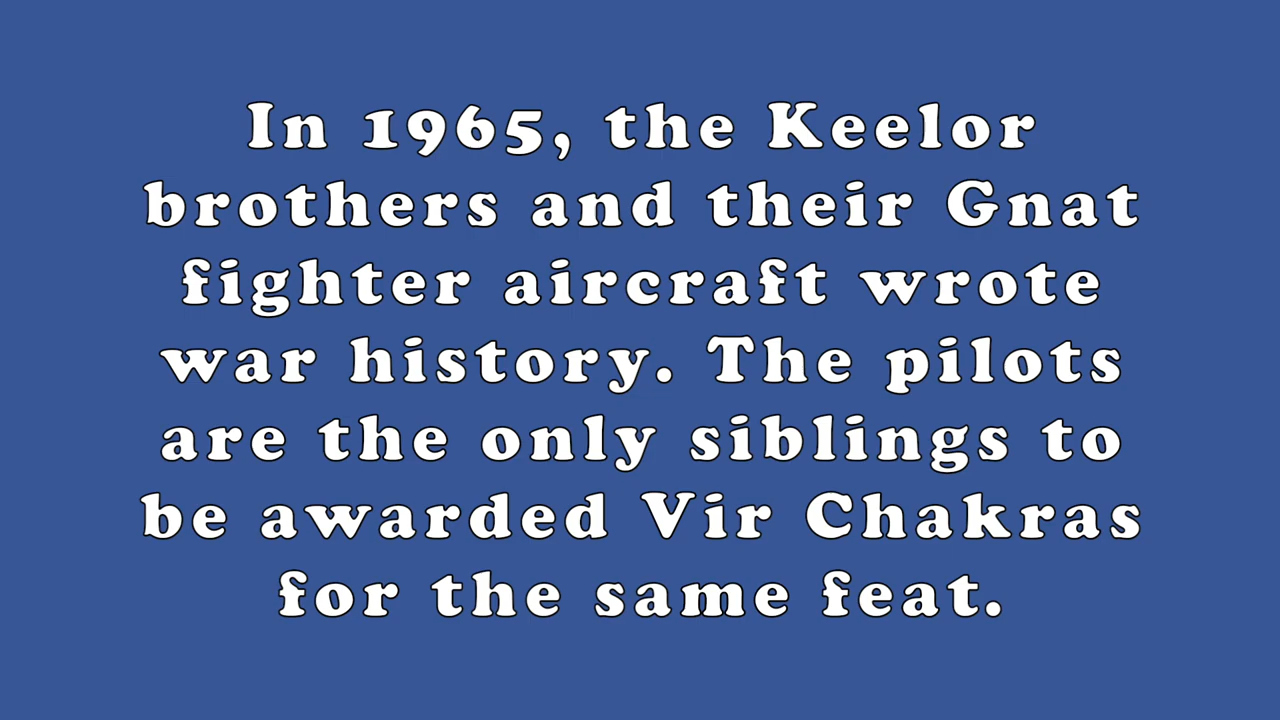 In 1965, the Keelor
brothers and their Gnat
fighter aircraft wrote
war history. The pilots
are the only siblings to
be awarded Vir Chakras
for the same feat.